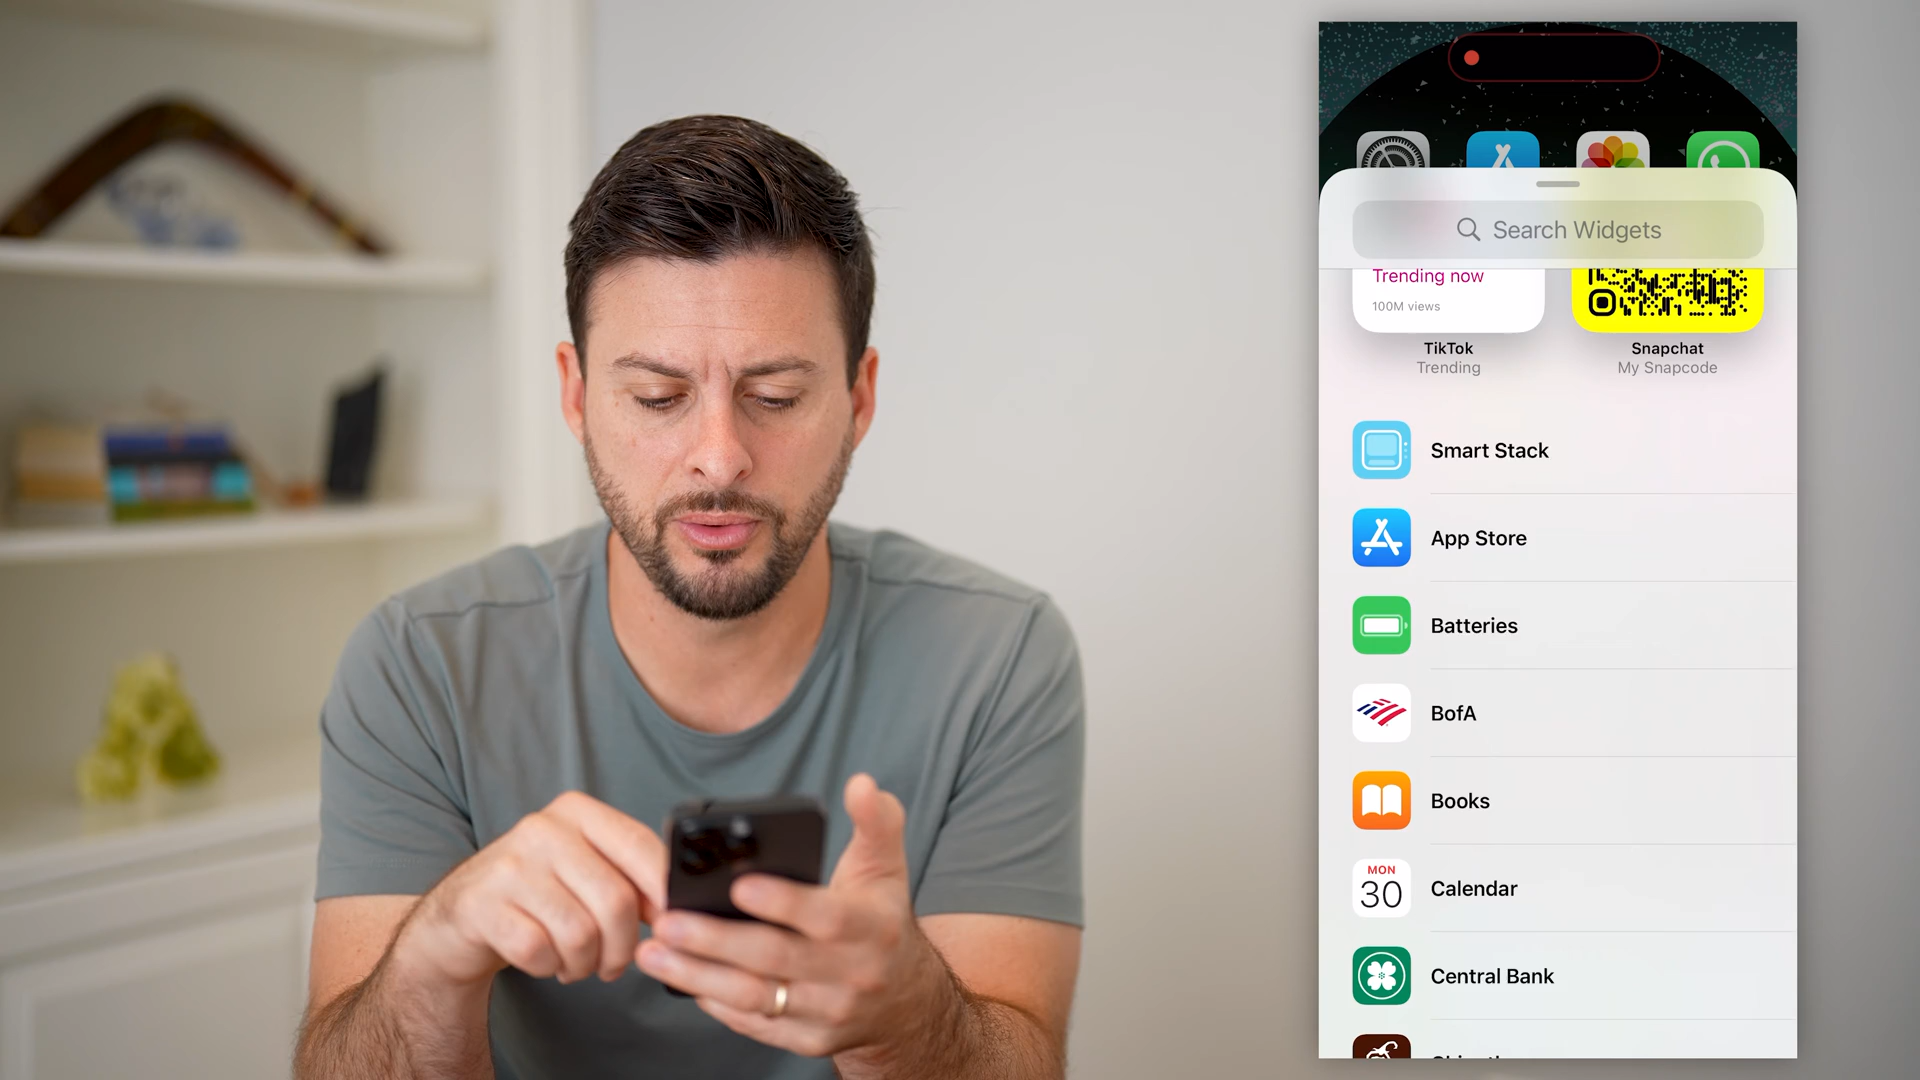 Search Widgets
Trending now
100M views
TikTok
Trending
Snapchat
My Snapcode
Smart Stack
App Store
Batteries
BofA
Books
MON
30
Calendar
Central Bank